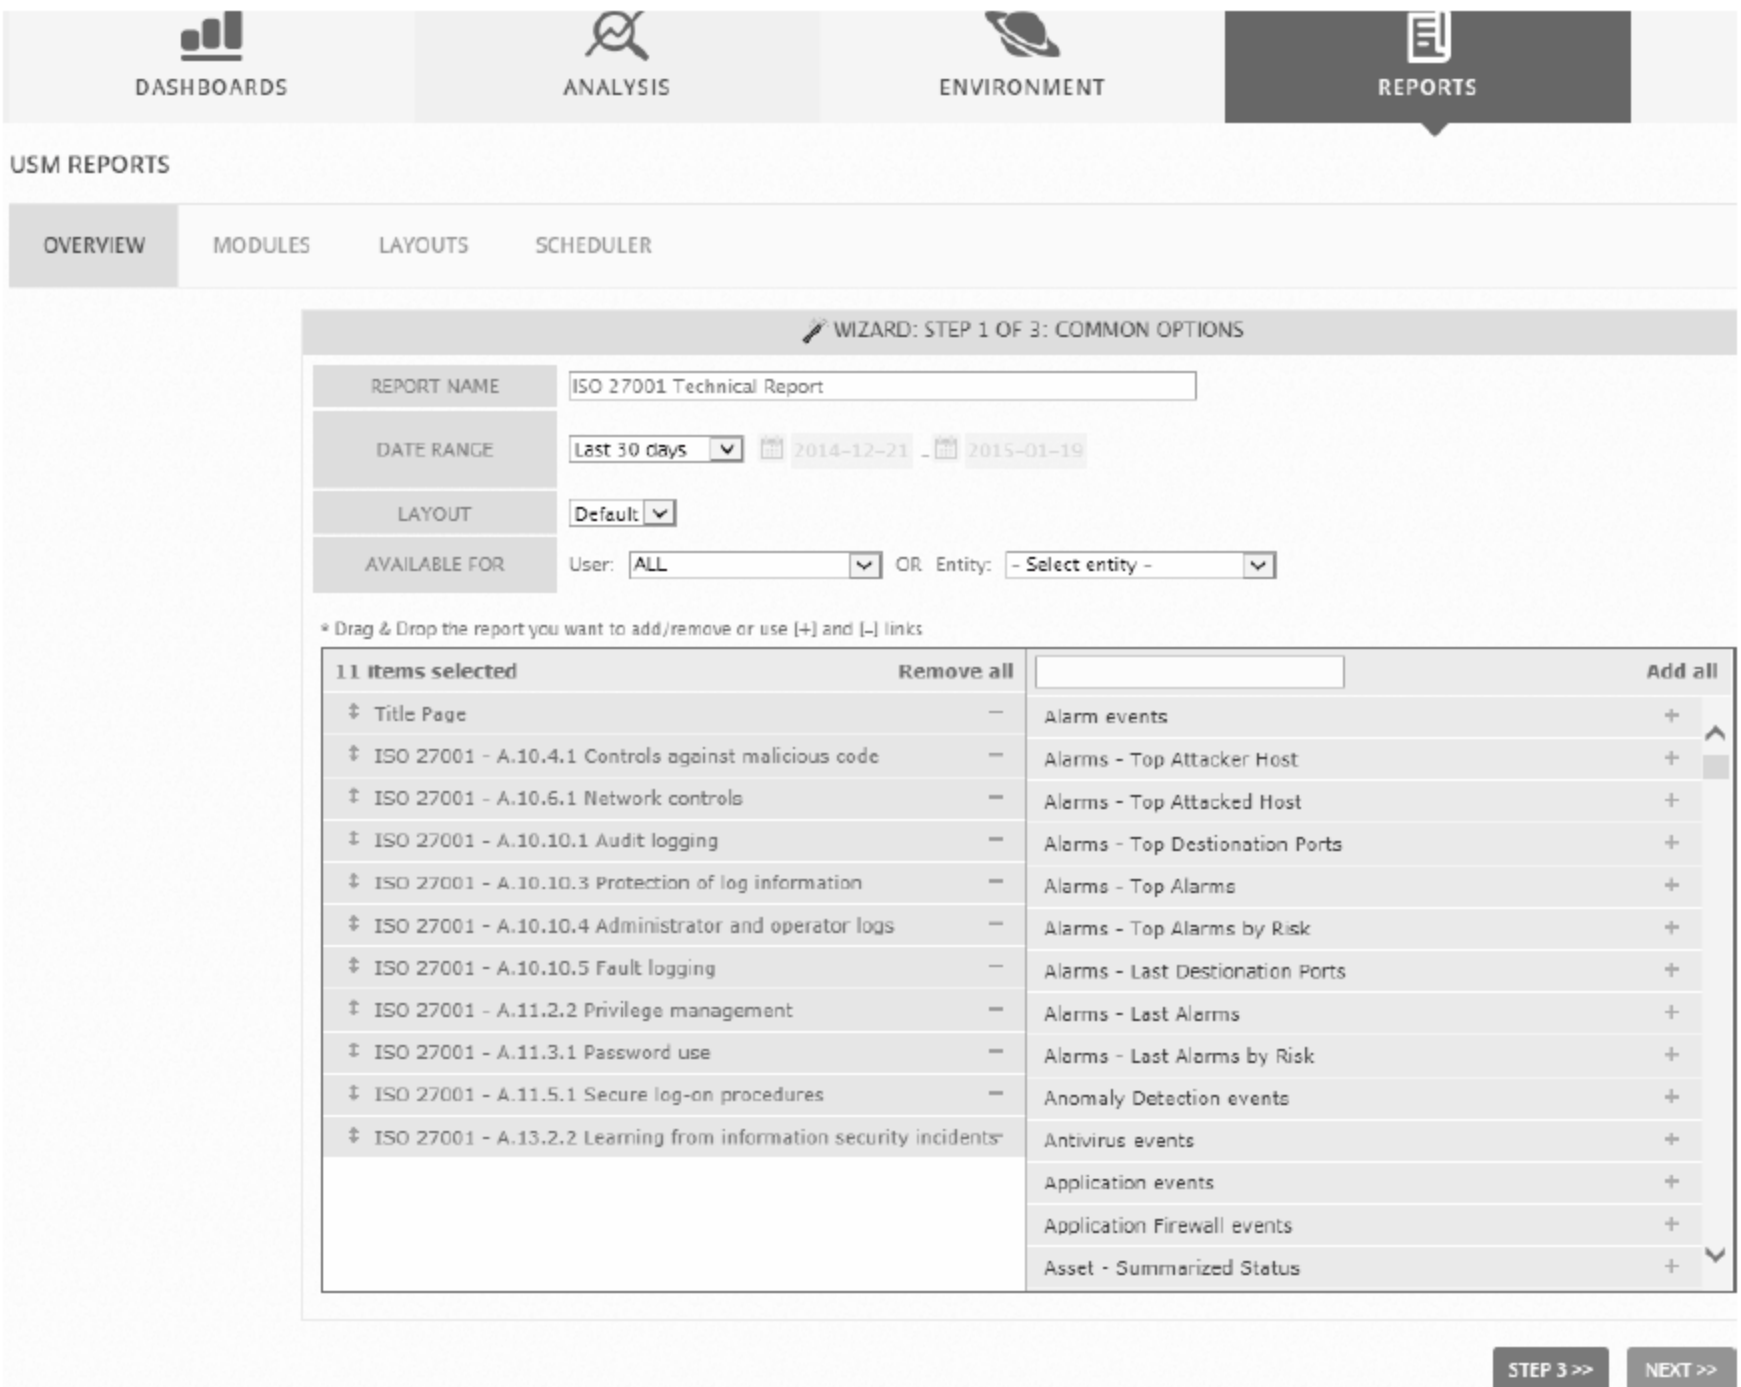 DASHBOARDS ANALYSIS ENVIRONMENT REPORTS
USM REPORTS
OVERVIEW MODULES LAYOUTS SCHEDULER
WIZARD: STEP 1 OF 3: COMMON OPTIONS
REPORT NAME ISO 27001 Technical Report
DATE RANGE Last 30 days 2014-12-21 - 2015-01-19
LAYOUT Default
AVAILABLE FOR User: ALL OR Entity: - Select entity -
* Drag & Drop the report you want to add/remove or use [+] and [-] links
11 items selected Remove all Add all
Title Page −
ISO 27001 - A.10.4.1 Controls against malicious code −
ISO 27001 - A.10.6.1 Network controls −
ISO 27001 - A.10.10.1 Audit logging −
ISO 27001 - A.10.10.3 Protection of log information −
ISO 27001 - A.10.10.4 Administrator and operator logs −
ISO 27001 - A.10.10.5 Fault logging −
ISO 27001 - A.11.2.2 Privilege management −
ISO 27001 - A.11.3.1 Password use −
ISO 27001 - A.11.5.1 Secure log-on procedures −
ISO 27001 - A.13.2.2 Learning from information security incidents −
Alarm events +
Alarms - Top Attacker Host +
Alarms - Top Attacked Host +
Alarms - Top Destionation Ports +
Alarms - Top Alarms +
Alarms - Top Alarms by Risk +
Alarms - Last Destionation Ports +
Alarms - Last Alarms +
Alarms - Last Alarms by Risk +
Anomaly Detection events +
Antivirus events +
Application events +
Application Firewall events +
Asset - Summarized Status +
STEP 3 >> NEXT >>